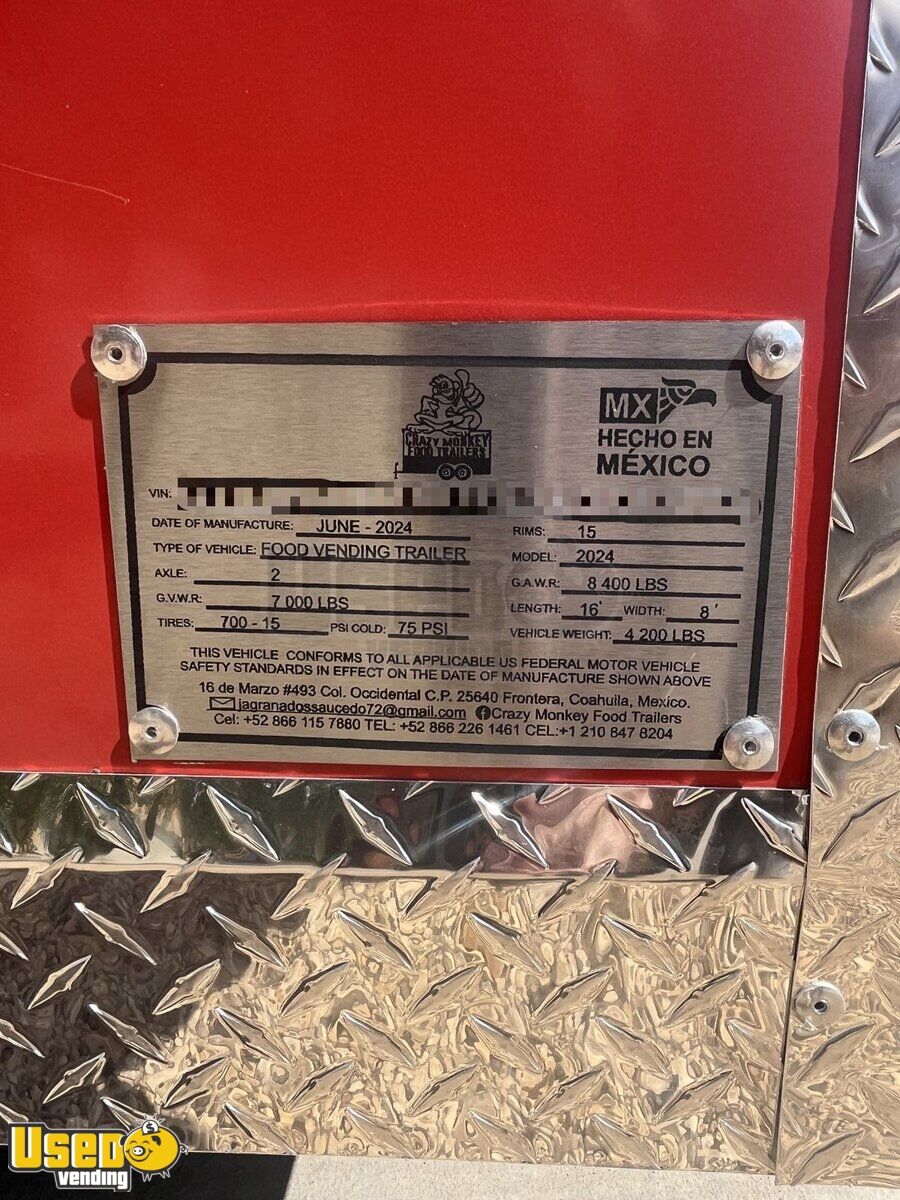 CRAZY MONKEY
FOOD TRAILERS
MX
HECHO EN
MÉXICO
VIN:
DATE OF MANUFACTURE: JUNE - 2024
RIMS: 15
TYPE OF VEHICLE: FOOD VENDING TRAILER
MODEL: 2024
AXLE: 2
G.A.W.R: 8 400 LBS
G.V.W.R: 7 000 LBS
LENGTH: 16' WIDTH: 8'
TIRES: 700 - 15 PSI COLD: 75 PSI
VEHICLE WEIGHT: 4 200 LBS
THIS VEHICLE CONFORMS TO ALL APPLICABLE US FEDERAL MOTOR VEHICLE
SAFETY STANDARDS IN EFFECT ON THE DATE OF MANUFACTURE SHOWN ABOVE
16 de Marzo #493 Col. Occidental C.P. 25640 Frontera, Coahuila, Mexico.
jagranadossaucedo72@gmail.com Crazy Monkey Food Trailers
Cel: +52 866 115 7880 TEL: +52 866 226 1461 CEL:+1 210 847 8204
USED
vending